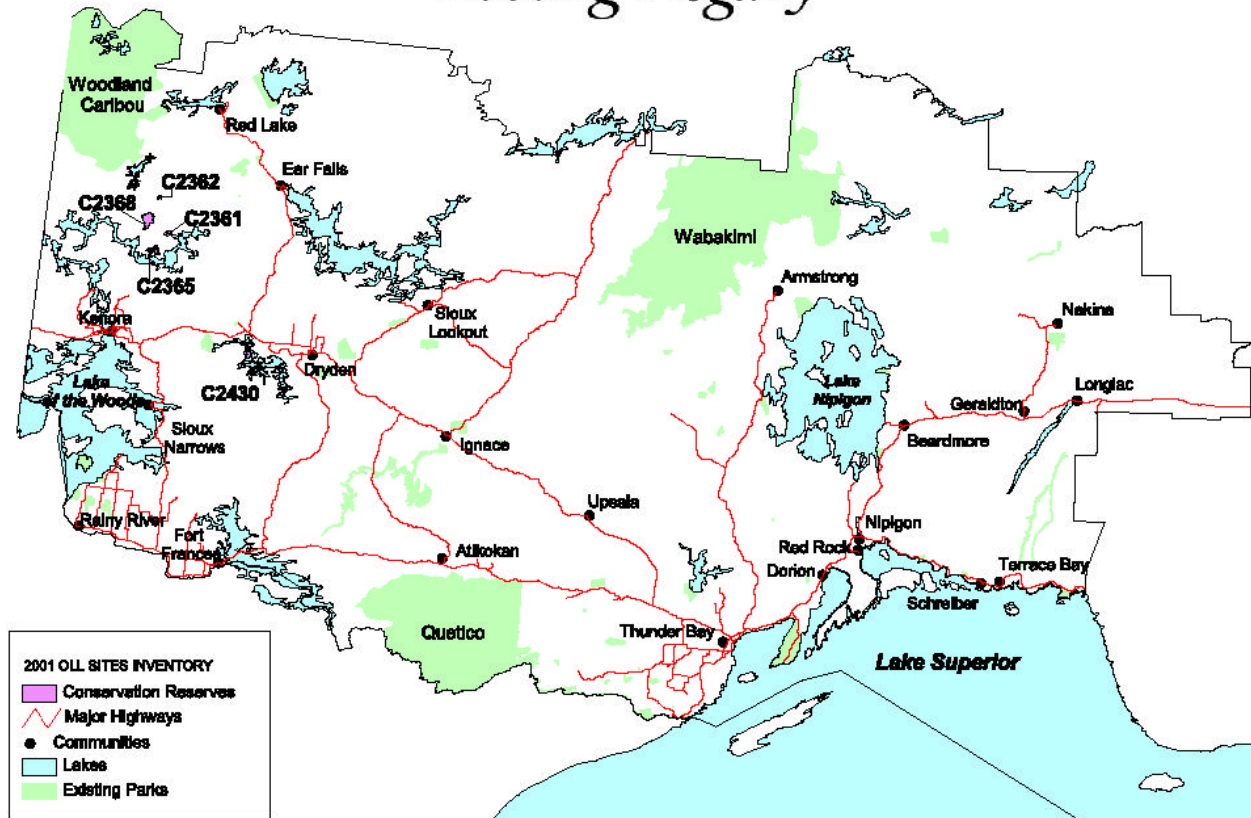 Woodland
Caribou
Red Lake
Ear Falls
C2362
C2368
C2361
C2365
Wabakimi
Armstrong
Kenora
Sioux
Lookout
Nakina
Dryden
Lake
of the Woods
C2430
Lake
Nipigon
Longlac
Geraldton
Sioux
Narrows
Ignace
Beardmore
Upsala
Rainy River
Fort
Frances
Nipigon
Atikokan
Red Rock
Dorion
Terrace Bay
Schreiber
Quetico
Thunder Bay
Lake Superior
2001 OLL SITES INVENTORY
Conservation Reserves
Major Highways
Communities
Lakes
Existing Parks